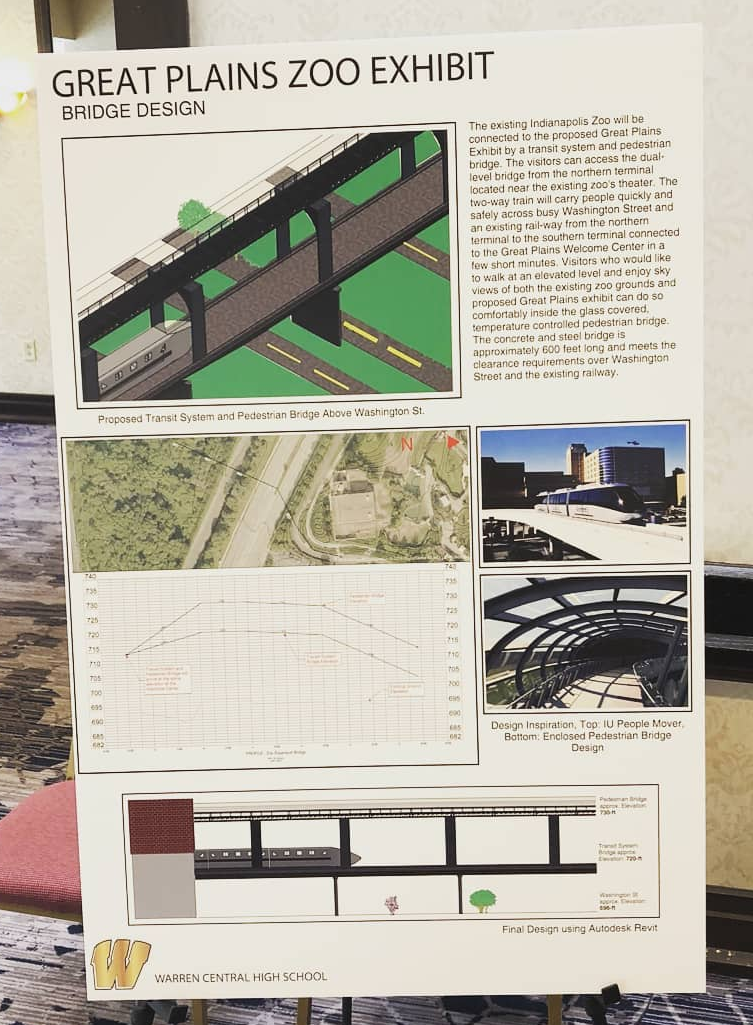 GREAT PLAINS ZOO EXHIBIT
BRIDGE DESIGN
The existing Indianapolis Zoo will be
connected to the proposed Great Plains
Exhibit by a transit system and pedestrian
bridge. The visitors can access the dual-
level bridge from the northern terminal
located near the existing zoo's theater. The
two-way train will carry people quickly and
safely across busy Washington Street and
an existing rail-way from the northern
terminal to the southern terminal connected
to the Great Plains Welcome Center in a
few short minutes. Visitors who would like
to walk at an elevated level and enjoy sky
views of both the existing zoo grounds and
proposed Great Plains exhibit can do so
comfortably inside the glass covered,
temperature controlled pedestrian bridge.
The concrete and steel bridge is
approximately 600 feet long and meets the
clearance requirements over Washington
Street and the existing railway.
Proposed Transit System and Pedestrian Bridge Above Washington St.
N
740
735
730
725
720
715
710
705
700
695
690
685
682
740
735
730
725
720
715
710
705
700
695
690
685
682
Design Inspiration, Top: IU People Mover,
Bottom: Enclosed Pedestrian Bridge
Design
Pedestrian Bridge
approx. Elevation:
730-ft
Transit System
Bridge approx.
Elevation: 720-ft
Washington St
approx. Elevation:
696-ft
Final Design using Autodesk Revit
W
WARREN CENTRAL HIGH SCHOOL